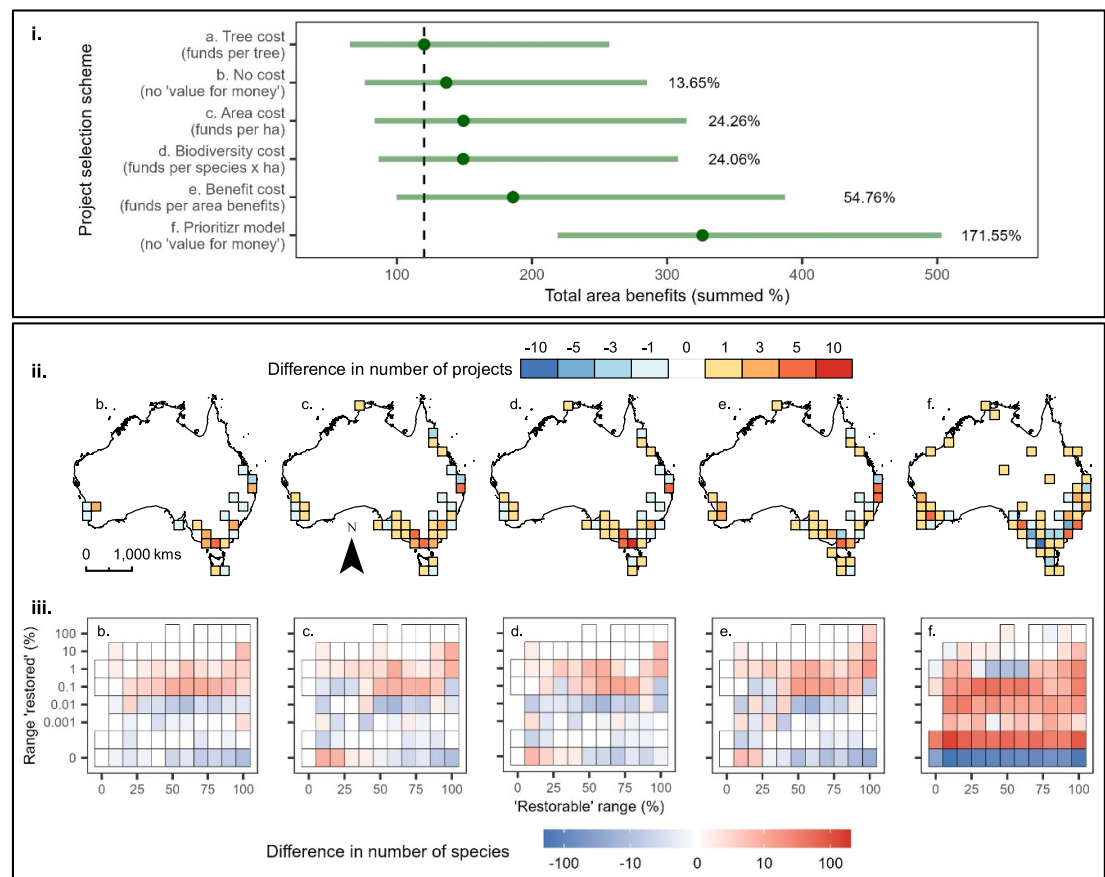 i.
Project selection scheme
a. Tree cost
(funds per tree)
b. No cost
(no 'value for money')
c. Area cost
(funds per ha)
d. Biodiversity cost
(funds per species x ha)
e. Benefit cost
(funds per area benefits)
f. Prioritizr model
(no 'value for money')
13.65%
24.26%
24.06%
54.76%
171.55%
100 200 300 400 500
Total area benefits (summed %)
ii.
Difference in number of projects
-10 -5 -3 -1 0 1 3 5 10
b. c. d. e. f.
0 1,000 kms
N
iii.
Range 'restored' (%)
100
10
1
0.1
0.01
0.001
0
b. c. d. e. f.
0 25 50 75 100
0 25 50 75 100
0 25 50 75 100
0 25 50 75 100
0 25 50 75 100
'Restorable' range (%)
Difference in number of species
-100 -10 0 10 100